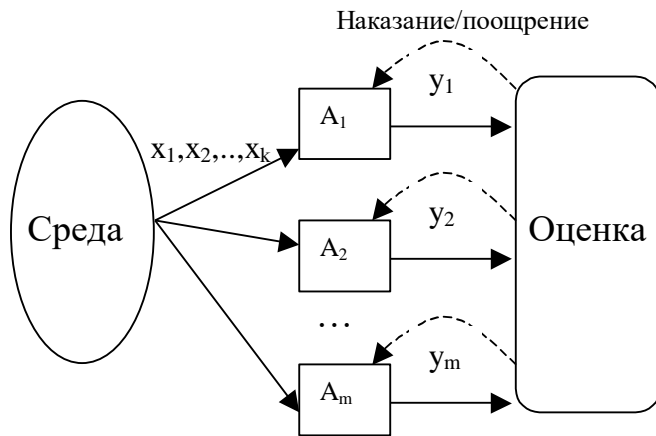 Наказание/поощрение
y1
A1
x1,x2,..,xk
y2
Среда
A2
Оценка
...
ym
Am